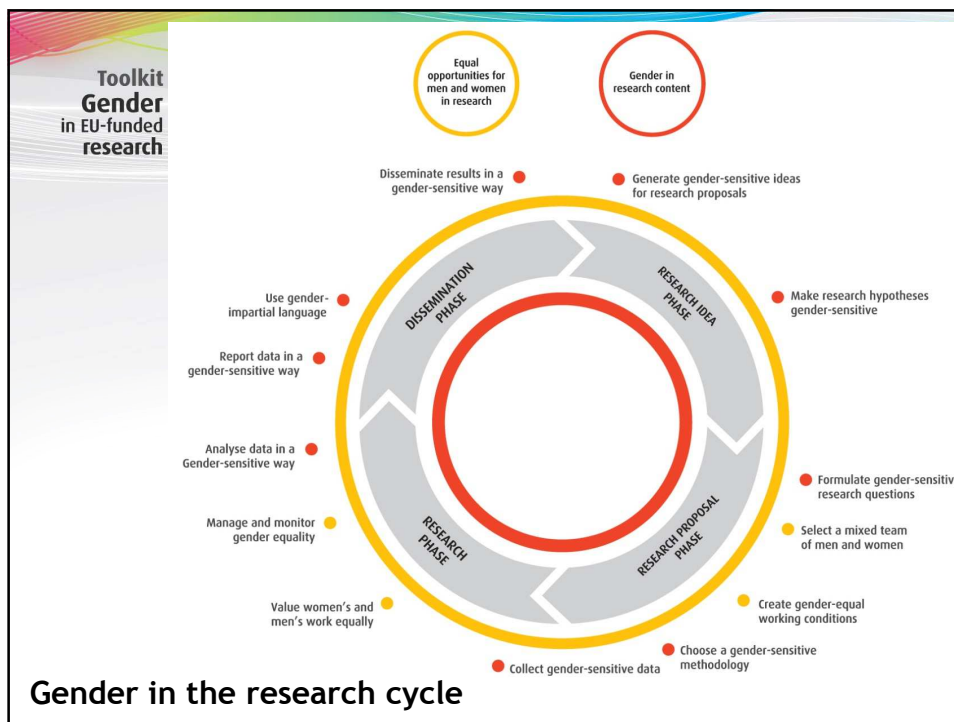 Toolkit
Gender
in EU-funded
research
Equal
opportunities for
men and women
in research
Gender in
research content
Disseminate results in a
gender-sensitive way
Generate gender-sensitive ideas
for research proposals
Use gender-
impartial language
Make research hypotheses
gender-sensitive
Report data in a
gender-sensitive way
Analyse data in a
Gender-sensitive way
Formulate gender-sensitiv
research questions
Manage and monitor
gender equality
Select a mixed team
of men and women
Value women's and
men's work equally
Create gender-equal
working conditions
Choose a gender-sensitive
methodology
Collect gender-sensitive data
DISSEMINATION
PHASE
RESEARCH IDEA
PHASE
RESEARCH PROPOSAL
PHASE
RESEARCH
PHASE
Gender in the research cycle